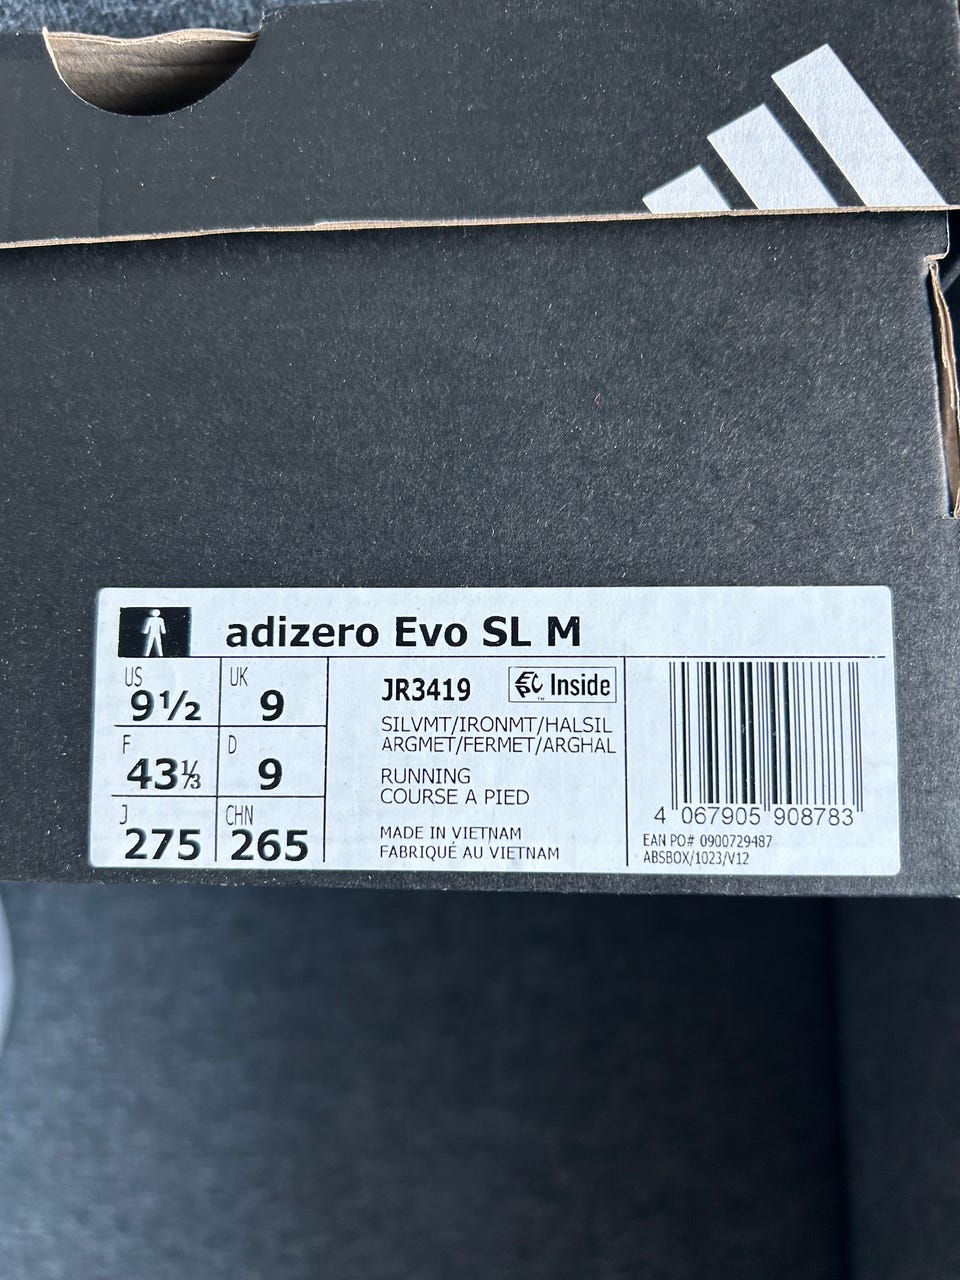 adizero Evo SL M
US
9½
UK
9
F
43⅓
D
9
J
275
CHN
265
JR3419
EPC Inside
™
SILVMT/IRONMT/HALSIL
ARGMET/FERMET/ARGHAL
RUNNING
COURSE A PIED
MADE IN VIETNAM
FABRIQUÉ AU VIETNAM
4 067905 908783
EAN PO# 0900729487
ABSBOX/1023/V12